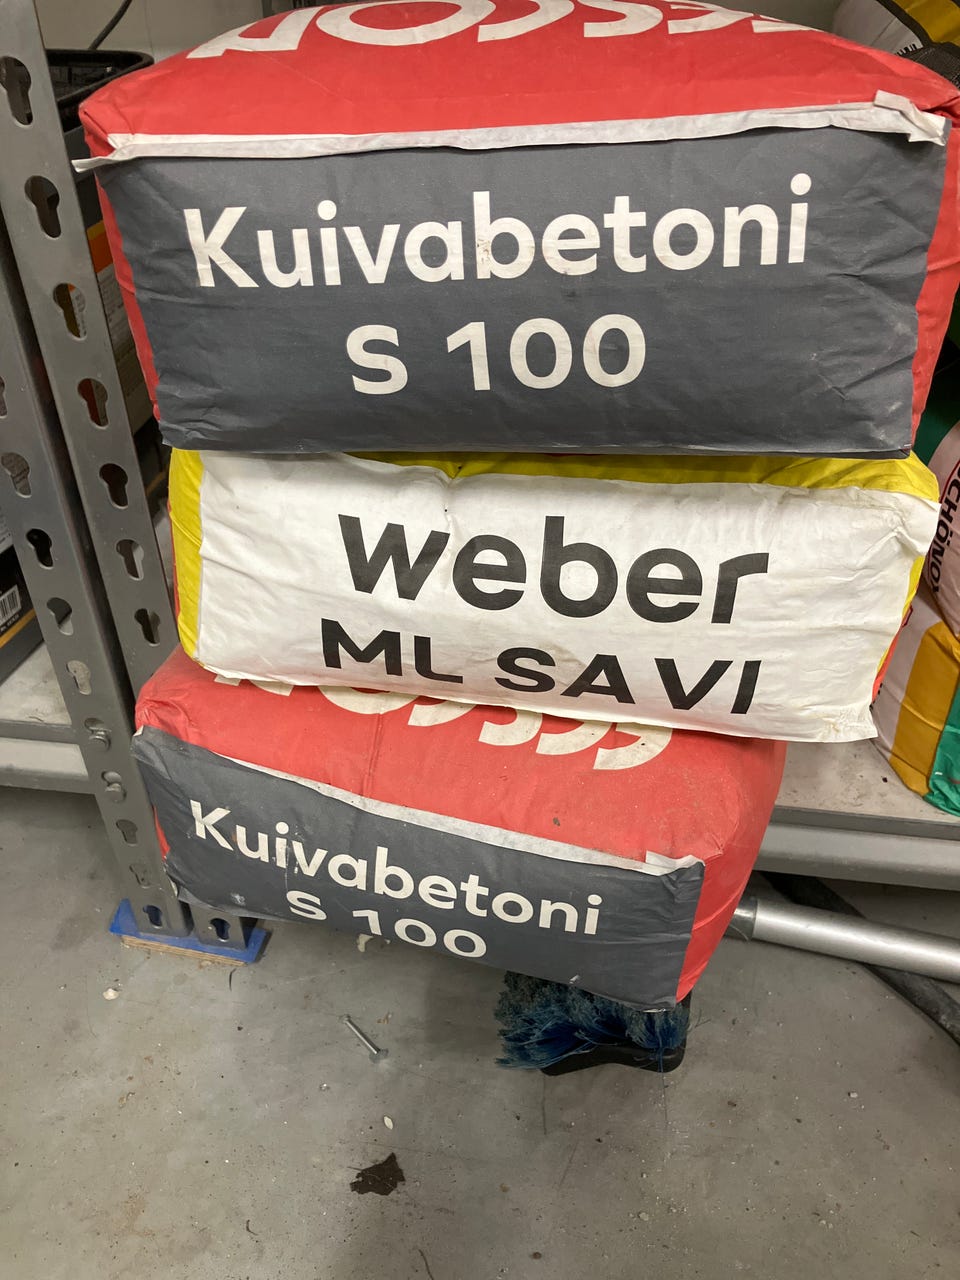 Kuivabetoni
S 100
weber
ML SAVI
Kuivabetoni
S 100